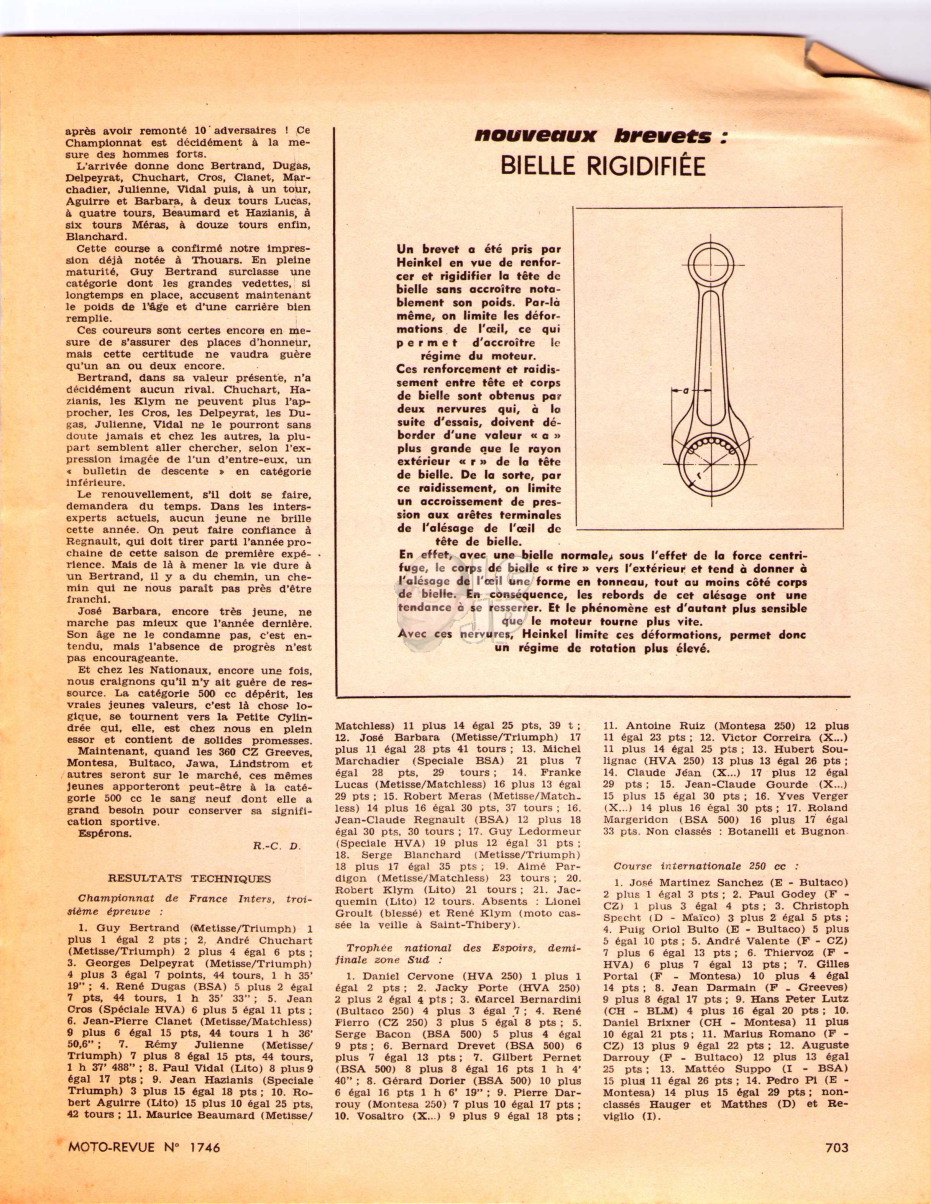 après avoir remonté 10 adversaires ! Ce
Championnat est décidément à la me-
sure des hommes forts.
L'arrivée donne donc Bertrand, Dugas,
Delpeyrat, Chuchart, Cros, Clanet, Mar-
chadier, Julienne, Vidal puis, à un tour,
Aguirre et Barbara, à deux tours Lucas,
à quatre tours, Beaumard et Hazianis, à
six tours Méras, à douze tours enfin,
Blanchard.
Cette course a confirmé notre impres-
sion déjà notée à Thouars. En pleine
maturité, Guy Bertrand surclasse une
catégorie dont les grandes vedettes, si
longtemps en place, accusent maintenant
le poids de l'âge et d'une carrière bien
remplie.
Ces coureurs sont certes encore en me-
sure de s'assurer des places d'honneur,
mais cette certitude ne vaudra guère
qu'un an ou deux encore.
Bertrand, dans sa valeur présente, n'a
décidément aucun rival. Chuchart, Ha-
zianis, les Klym ne peuvent plus l'ap-
procher, les Cros, les Delpeyrat, les Du-
gas, Julienne, Vidal ne le pourront sans
doute jamais et chez les autres, la plu-
part semblent aller chercher, selon l'ex-
pression imagée de l'un d'entre-eux, un
« bulletin de descente » en catégorie
inférieure.
Le renouvellement, s'il doit se faire,
demandera du temps. Dans les inters-
experts actuels, aucun jeune ne brille
cette année. On peut faire confiance à
Regnault, qui doit tirer parti l'année pro-
chaine de cette saison de première expé-
rience. Mais de là à mener la vie dure à
un Bertrand, il y a du chemin, un che-
min qui ne nous paraît pas près d'être
franchi.
José Barbara, encore très jeune, ne
marche pas mieux que l'année dernière.
Son âge ne le condamne pas, c'est en-
tendu, mais l'absence de progrès n'est
pas encourageante.
Et chez les Nationaux, encore une fois,
nous craignons qu'il n'y ait guère de res-
source. La catégorie 500 cc dépérit, les
vraies jeunes valeurs, c'est là chose lo-
gique, se tournent vers la Petite Cylin-
drée qui, elle, est chez nous en plein
essor et contient de solides promesses.
Maintenant, quand les 360 CZ Greeves,
Montesa, Bultaco, Jawa, Lindstrom et
autres seront sur le marché, ces mêmes
jeunes apporteront peut-être à la caté-
gorie 500 cc le sang neuf dont elle a
grand besoin pour conserver sa signifi-
cation sportive.
Espérons.
R.-C. D.
RESULTATS TECHNIQUES
Championnat de France Inters, troi-
sième épreuve :
1. Guy Bertrand (Metisse/Triumph) 1
plus 1 égal 2 pts ; 2. André Chuchart
(Metisse/Triumph) 2 plus 4 égal 6 pts ;
3. Georges Delpeyrat (Metisse/Triumph)
4 plus 3 égal 7 points, 44 tours, 1 h 35'
19" ; 4. René Dugas (BSA) 5 plus 2 égal
7 pts, 44 tours, 1 h 35' 33" ; 5. Jean
Cros (Spéciale HVA) 6 plus 5 égal 11 pts ;
6. Jean-Pierre Clanet (Metisse/Matchless)
9 plus 6 égal 15 pts, 44 tours 1 h 36'
50,6" ; 7. Rémy Julienne (Metisse/
Triumph) 7 plus 8 égal 15 pts, 44 tours,
1 h 37' 488" ; 8. Paul Vidal (Lito) 8 plus 9
égal 17 pts ; 9. Jean Hazianis (Speciale
Triumph) 3 plus 15 égal 18 pts ; 10. Ro-
bert Aguirre (Lito) 15 plus 10 égal 25 pts,
42 tours ; 11. Maurice Beaumard (Metisse/
nouveaux brevets :
BIELLE RIGIDIFIÉE
Un brevet a été pris par
Heinkel en vue de renfor-
cer et rigidifier la tête de
bielle sans accroître nota-
blement son poids. Par-là
même, on limite les défor-
mations de l'œil, ce qui
permet d'accroître le
régime du moteur.
Ces renforcement et raidis-
sement entre tête et corps
de bielle sont obtenus par
deux nervures qui, à la
suite d'essais, doivent dé-
border d'une valeur « a »
plus grande que le rayon
extérieur « r » de la tête
de bielle. De la sorte, par
ce raidissement, on limite
un accroissement de pres-
sion aux arêtes terminales
de l'alésage de l'œil de
tête de bielle.
a
r
En effet, avec une bielle normale, sous l'effet de la force centri-
fuge, le corps de bielle « tire » vers l'extérieur et tend à donner à
l'alésage de l'œil une forme en tonneau, tout au moins côté corps
de bielle. En conséquence, les rebords de cet alésage ont une
tendance à se resserrer. Et le phénomène est d'autant plus sensible
que le moteur tourne plus vite.
Avec ces nervures, Heinkel limite ces déformations, permet donc
un régime de rotation plus élevé.
Matchless) 11 plus 14 égal 25 pts, 39 t ;
12. José Barbara (Metisse/Triumph) 17
plus 11 égal 28 pts 41 tours ; 13. Michel
Marchadier (Speciale BSA) 21 plus 7
égal 28 pts, 29 tours ; 14. Franke
Lucas (Metisse/Matchless) 16 plus 13 égal
29 pts ; 15. Robert Meras (Metisse/Match-
less) 14 plus 16 égal 30 pts, 37 tours ; 16.
Jean-Claude Regnault (BSA) 12 plus 18
égal 30 pts, 30 tours ; 17. Guy Ledormeur
(Speciale HVA) 19 plus 12 égal 31 pts ;
18. Serge Blanchard (Metisse/Triumph)
18 plus 17 égal 35 pts ; 19. Aimé Par-
digon (Metisse/Matchless) 23 tours ; 20.
Robert Klym (Lito) 21 tours ; 21. Jac-
quemin (Lito) 12 tours. Absents : Lionel
Groult (blessé) et René Klym (moto cas-
sée la veille à Saint-Thibery).
Trophée national des Espoirs, demi-
finale zone Sud :
1. Daniel Cervone (HVA 250) 1 plus 1
égal 2 pts ; 2. Jacky Porte (HVA 250)
2 plus 2 égal 4 pts ; 3. Marcel Bernardini
(Bultaco 250) 4 plus 3 égal 7 ; 4. René
Fierro (CZ 250) 3 plus 5 égal 8 pts ; 5.
Serge Bacon (BSA 500) 5 plus 4 égal
9 pts ; 6. Bernard Drevet (BSA 500) 6
plus 7 égal 13 pts ; 7. Gilbert Pernet
(BSA 500) 8 plus 8 égal 16 pts 1 h 4'
40" ; 8. Gérard Dorier (BSA 500) 10 plus
6 égal 16 pts 1 h 6' 19" ; 9. Pierre Dar-
rouy (Montesa 250) 7 plus 10 égal 17 pts ;
10. Vosaltro (X...) 9 plus 9 égal 18 pts ;
11. Antoine Ruiz (Montesa 250) 12 plus
11 égal 23 pts ; 12. Victor Correira (X...)
11 plus 14 égal 25 pts ; 13. Hubert Sou-
lignac (HVA 250) 13 plus 13 égal 26 pts ;
14. Claude Jéan (X...) 17 plus 12 égal
29 pts ; 15. Jean-Claude Gourde (X...)
15 plus 15 égal 30 pts ; 16. Yves Verger
(X...) 14 plus 16 égal 30 pts ; 17. Roland
Margeridon (BSA 500) 16 plus 17 égal
33 pts. Non classés : Botanelli et Bugnon.
Course internationale 250 cc :
1. José Martinez Sanchez (E - Bultaco)
2 plus 1 égal 3 pts ; 2. Paul Godey (F -
CZ) 1 plus 3 égal 4 pts ; 3. Christoph
Specht (D - Maïco) 3 plus 2 égal 5 pts ;
4. Puig Oriol Bulto (E - Bultaco) 5 plus
5 égal 10 pts ; 5. André Valente (F - CZ)
7 plus 6 égal 13 pts ; 6. Thiervoz (F -
HVA) 6 plus 7 égal 13 pts ; 7. Gilles
Portal (F - Montesa) 10 plus 4 égal
14 pts ; 8. Jean Darmain (F - Greeves)
9 plus 8 égal 17 pts ; 9. Hans Peter Lutz
(CH - BLM) 4 plus 16 égal 20 pts ; 10.
Daniel Brixner (CH - Montesa) 11 plus
10 égal 21 pts ; 11. Marius Romano (F -
CZ) 13 plus 9 égal 22 pts ; 12. Auguste
Darrouy (F - Bultaco) 12 plus 13 égal
25 pts ; 13. Mattéo Suppo (I - BSA)
15 plus 11 égal 26 pts ; 14. Pedro Pi (E -
Montesa) 14 plus 15 égal 29 pts ; non-
classés Hauger et Matthes (D) et Re-
viglio (I).
MOTO-REVUE N° 1746
703